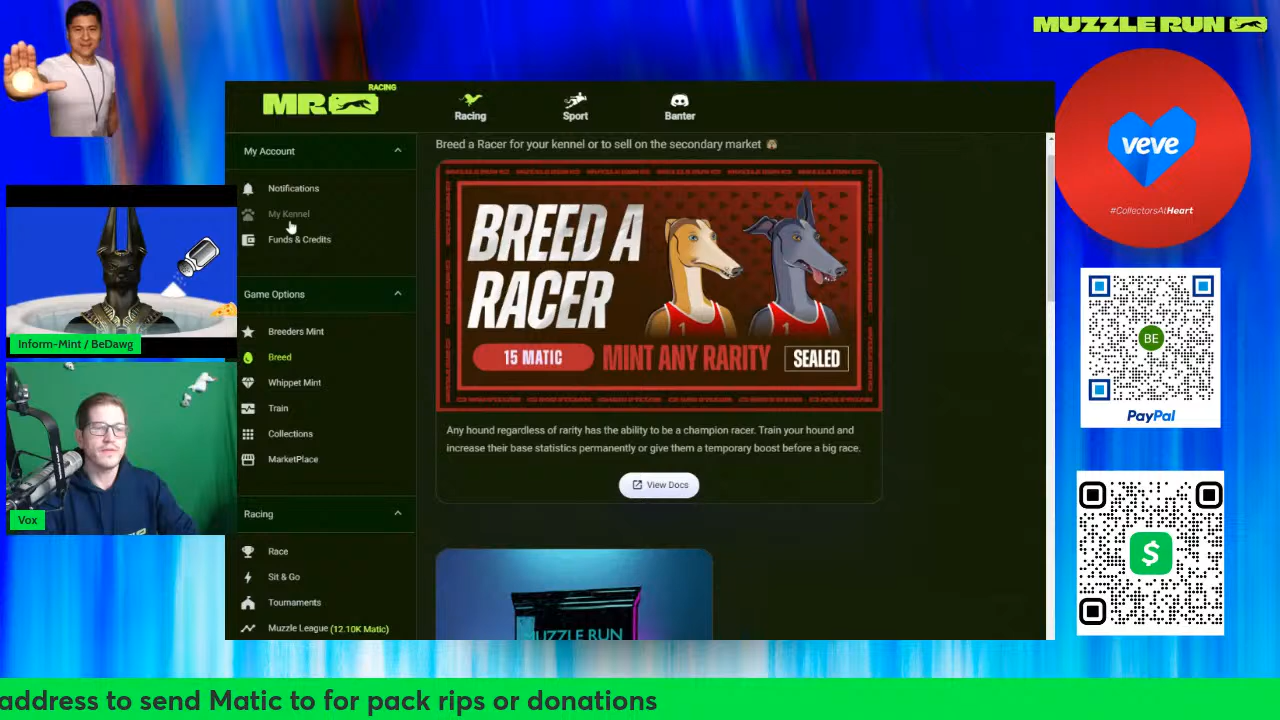 MUZZLE RUN
RACING
MR
Racing
Sport
Banter
My Account
Notifications
My Kennel
Funds & Credits
Game Options
Breeders Mint
Breed
Whippet Mint
Train
Collections
MarketPlace
Racing
Race
Sit & Go
Tournaments
Muzzle League (12.10K Matic)
Breed a Racer for your kennel or to sell on the secondary market
BREED A
RACER
1
1
15 MATIC
MINT ANY RARITY
SEALED
Any hound regardless of rarity has the ability to be a champion racer. Train your hound and
increase their base statistics permanently or give them a temporary boost before a big race.
View Docs
MUZZLE RUN
Inform-Mint / BeDawg
Vox
veve
#CollectorsAtHeart
BE
PayPal
$
address to send Matic to for pack rips or donations